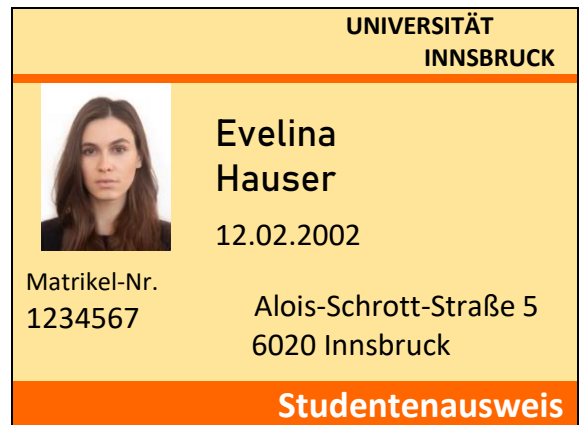 UNIVERSITÄT
INNSBRUCK
Evelina
Hauser
12.02.2002
Matrikel-Nr.
1234567
Alois-Schrott-Straße 5
6020 Innsbruck
Studentenausweis